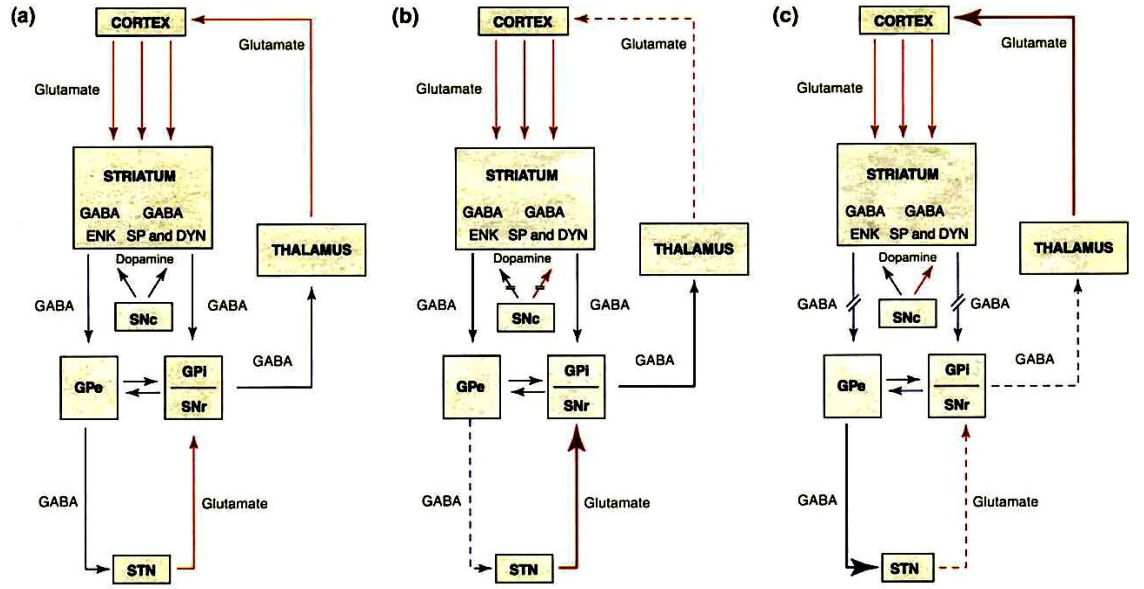 (a)
CORTEX
Glutamate
Glutamate
STRIATUM
GABA GABA
ENK SP and DYN
Dopamine
THALAMUS
GABA
SNc
GABA
GPe
GPi
SNr
GABA
Glutamate
STN
(b)
CORTEX
Glutamate
Glutamate
STRIATUM
GABA GABA
ENK SP and DYN
Dopamine
THALAMUS
GABA
GABA
SNc
GABA
GPe
GPi
SNr
GABA
Glutamate
STN
(c)
CORTEX
Glutamate
Glutamate
STRIATUM
GABA GABA
ENK SP and DYN
Dopamine
THALAMUS
GABA
GABA
SNc
GABA
GPe
GPi
SNr
GABA
Glutamate
STN